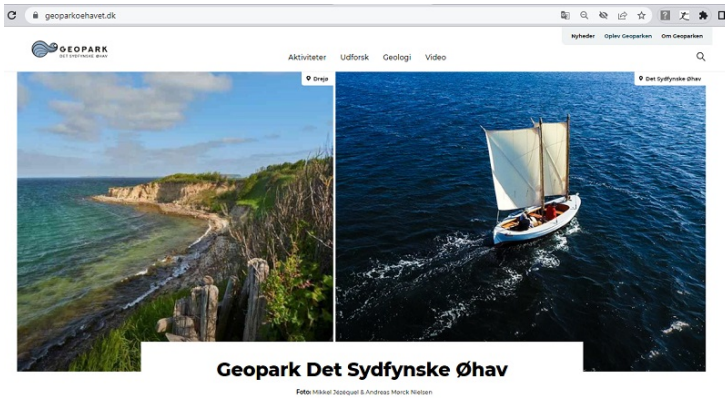 geoparkoehavet.dk
Nyheder Oplev Geoparken Om Geoparken
GEOPARK
DET SYDFYNSKE ØHAV
Aktiviteter Udforsk Geologi Video
Drejø
Det Sydfynske Øhav
Geopark Det Sydfynske Øhav
Foto: Mikkel Jézéquel & Andreas Mørck Nielsen